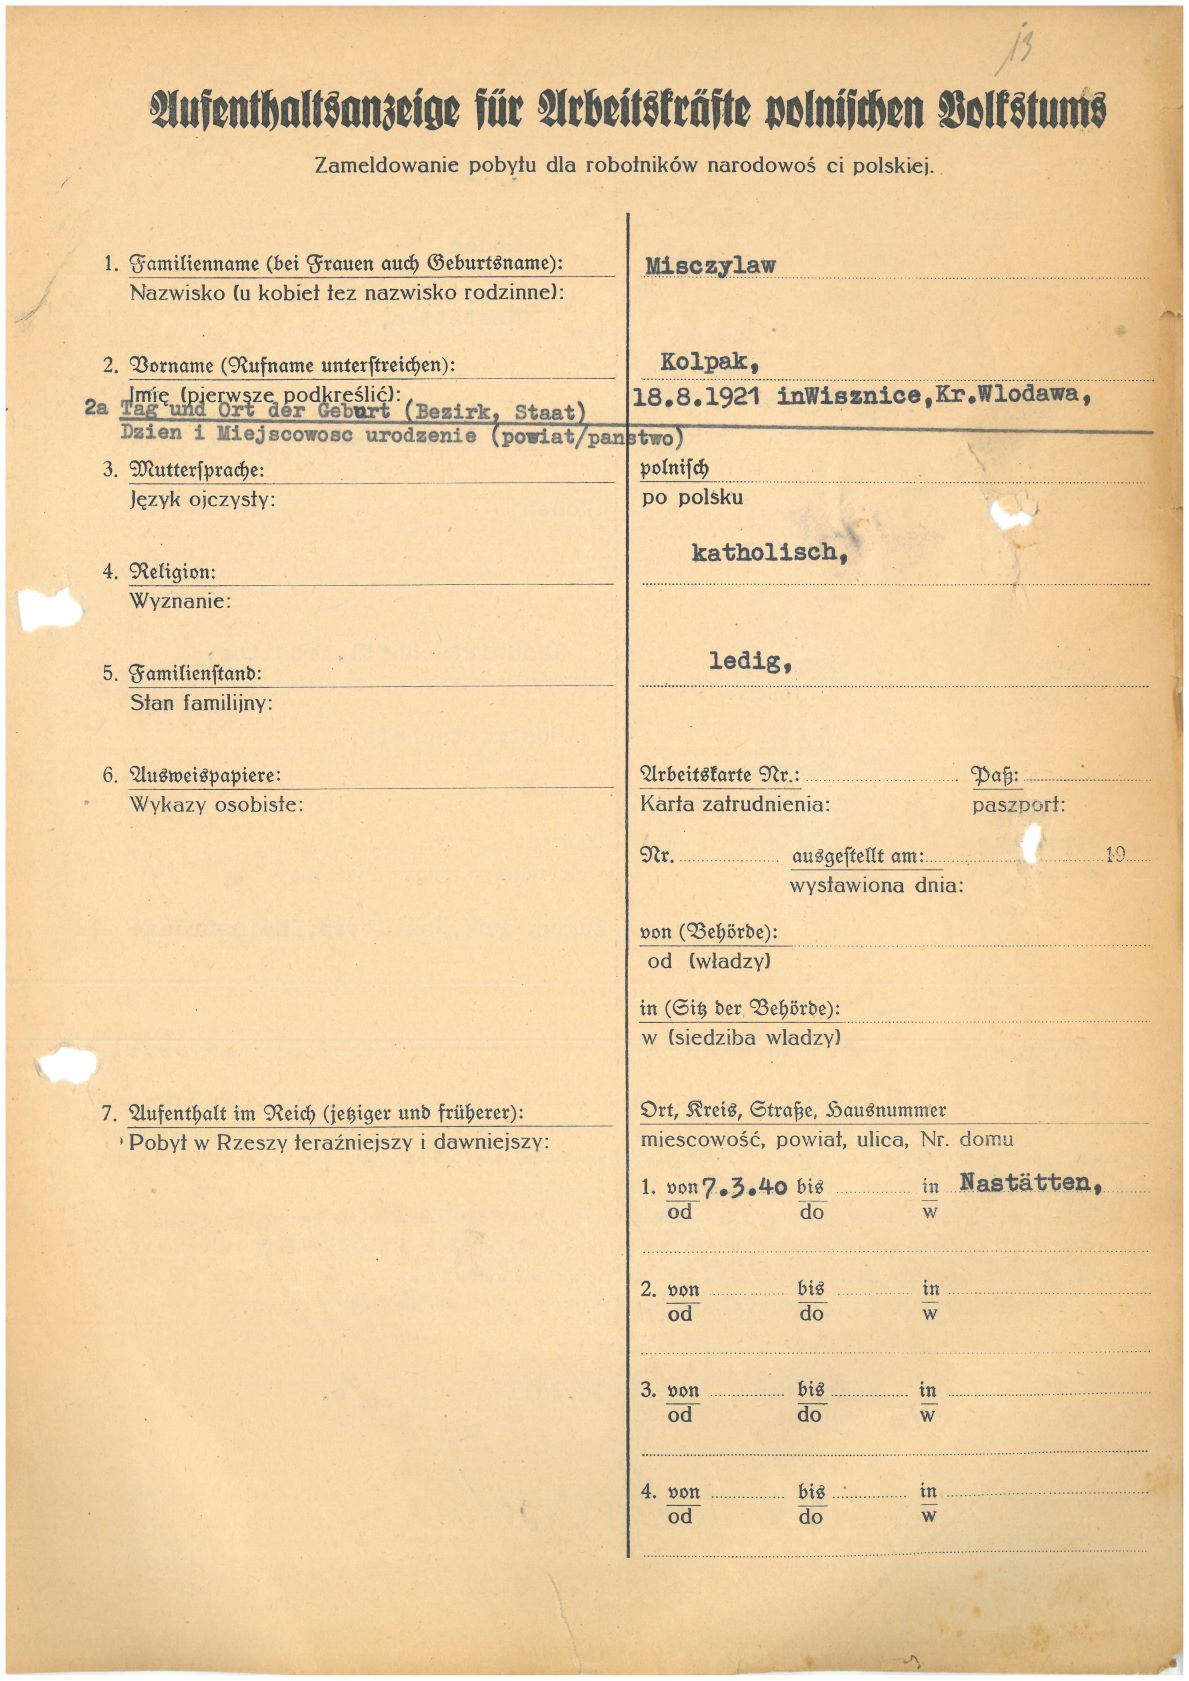 13
Aufenthaltsanzeige für Arbeitskräfte polnischen Volkstums
Zameldowanie pobytu dla robotników narodowoś ci polskiej.
1. Familienname (bei Frauen auch Geburtsname): Misczylaw
Nazwisko (u kobiet tez nazwisko rodzinne):
2. Vorname (Rufname unterstreichen): Kolpak,
Imię (pierwsze podkreślić):
2a Tag und Ort der Geburt (Bezirk, Staat) 18.8.1921 inWisznice,Kr.Wlodawa,
Dzien i Miejscowosc urodzenie (powiat/panstwo)
3. Muttersprache: polnisch
Język ojczysty: po polsku
4. Religion: katholisch,
Wyznanie:
5. Familienstand: ledig,
Stan familijny:
6. Ausweispapiere: Arbeitskarte Nr.: Paß:
Wykazy osobiste: Karta zatrudnienia: paszport:
Nr. ausgestellt am: 19
wystawiona dnia:
von (Behörde):
od (władzy)
in (Sitz der Behörde):
w (siedziba wladzy)
7. Aufenthalt im Reich (jetziger und früherer): Ort, Kreis, Straße, Hausnummer
Pobyt w Rzeszy teraźniejszy i dawniejszy: miescowość, powiat, ulica, Nr. domu
1. von 7.3.40 bis in Nastätten,
od do w
2. von bis in
od do w
3. von bis in
od do w
4. von bis in
od do w